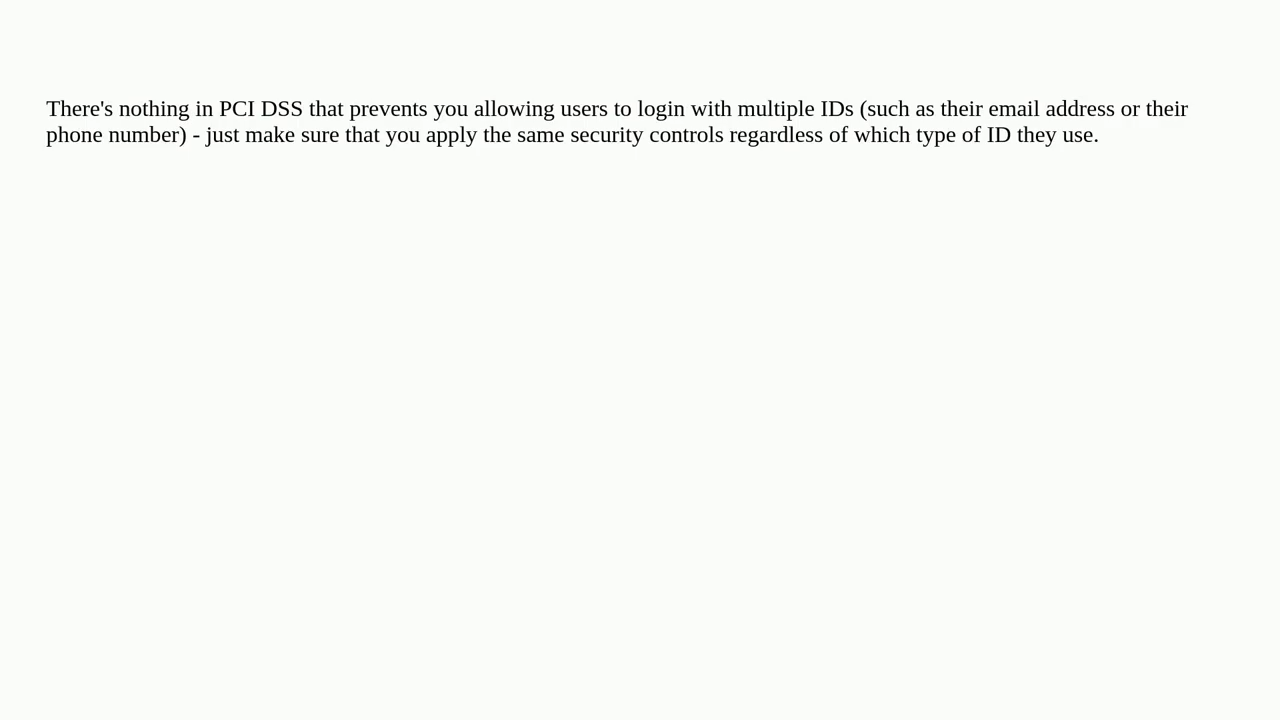 There's nothing in PCI DSS that prevents you allowing users to login with multiple IDs (such as their email address or their
phone number) - just make sure that you apply the same security controls regardless of which type of ID they use.